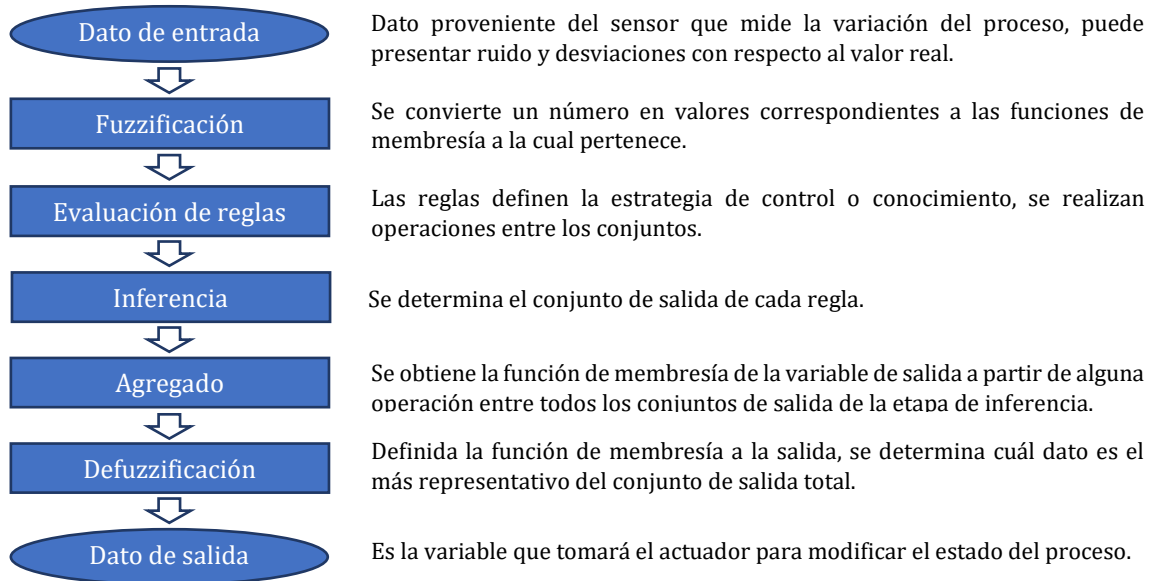 Dato de entrada
Dato proveniente del sensor que mide la variación del proceso, puede
presentar ruido y desviaciones con respecto al valor real.
Fuzzificación
Se convierte un número en valores correspondientes a las funciones de
membresía a la cual pertenece.
Evaluación de reglas
Las reglas definen la estrategia de control o conocimiento, se realizan
operaciones entre los conjuntos.
Inferencia
Se determina el conjunto de salida de cada regla.
Agregado
Se obtiene la función de membresía de la variable de salida a partir de alguna
operación entre todos los conjuntos de salida de la etapa de inferencia.
Defuzzificación
Definida la función de membresía a la salida, se determina cuál dato es el
más representativo del conjunto de salida total.
Dato de salida
Es la variable que tomará el actuador para modificar el estado del proceso.